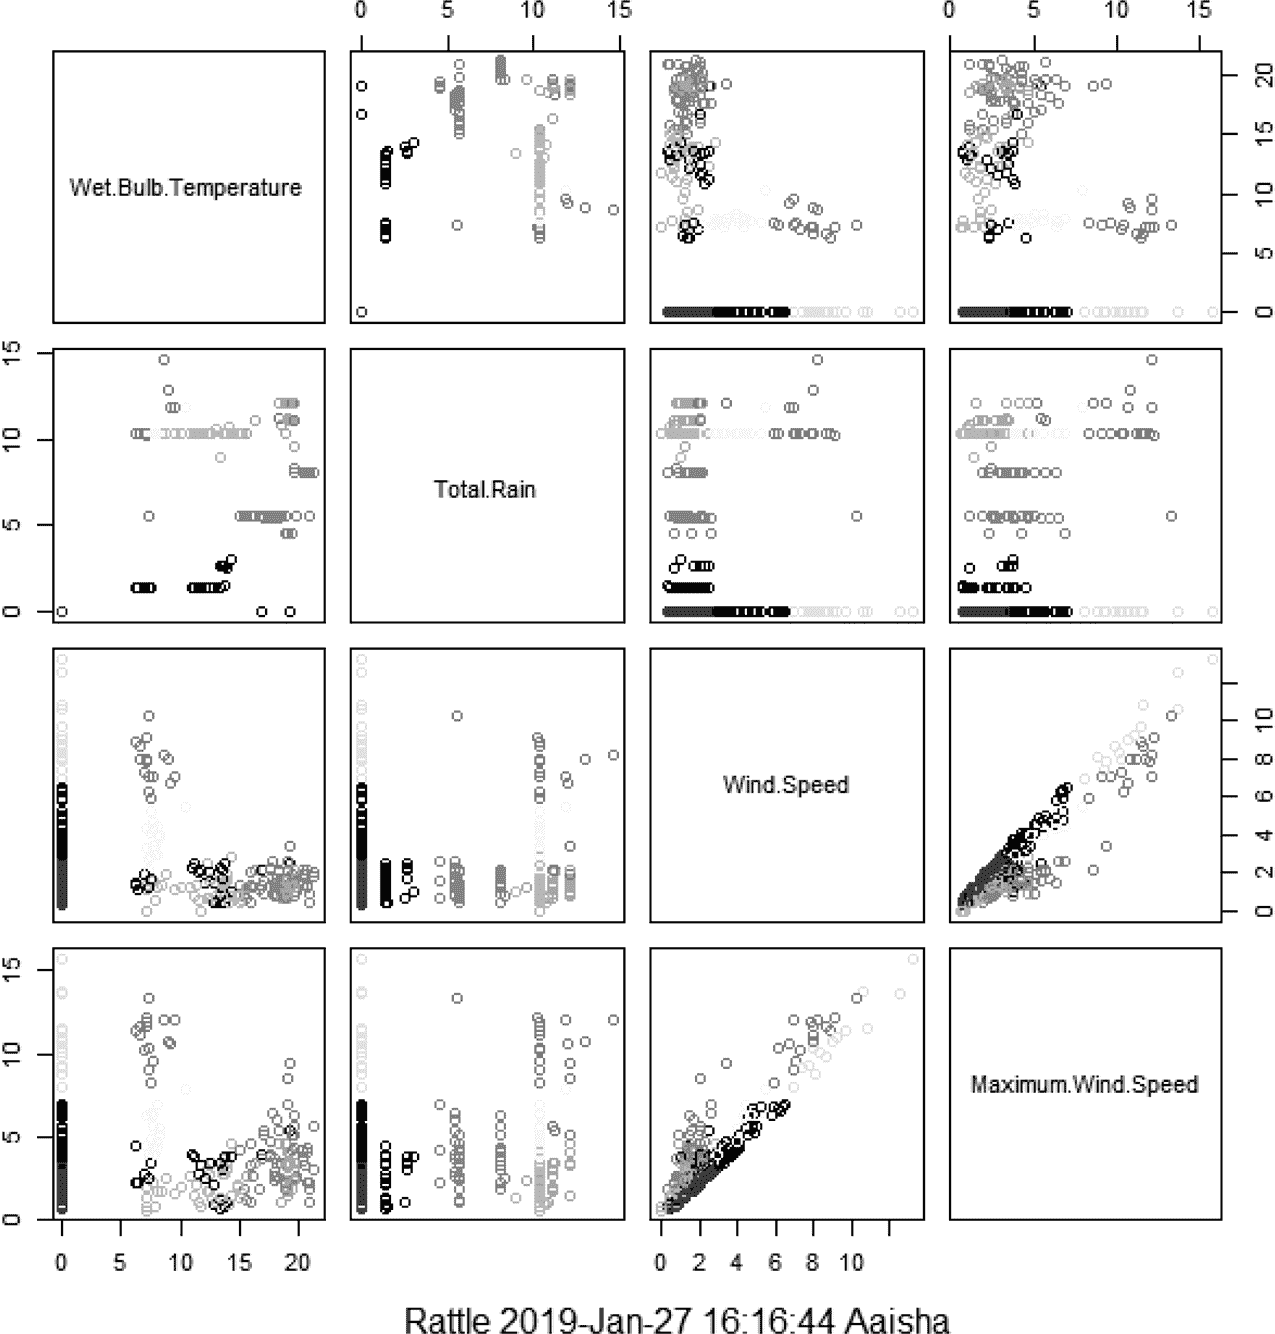 0 5 10 15 0 5 10 15
Wet.Bulb.Temperature
0 5 10 15 20
0 5 10 15
Total.Rain
Wind.Speed
0 2 4 6 8 10
0 5 10 15
Maximum.Wind.Speed
0 5 10 15 20 0 2 4 6 8 10
Rattle 2019-Jan-27 16:16:44 Aaisha